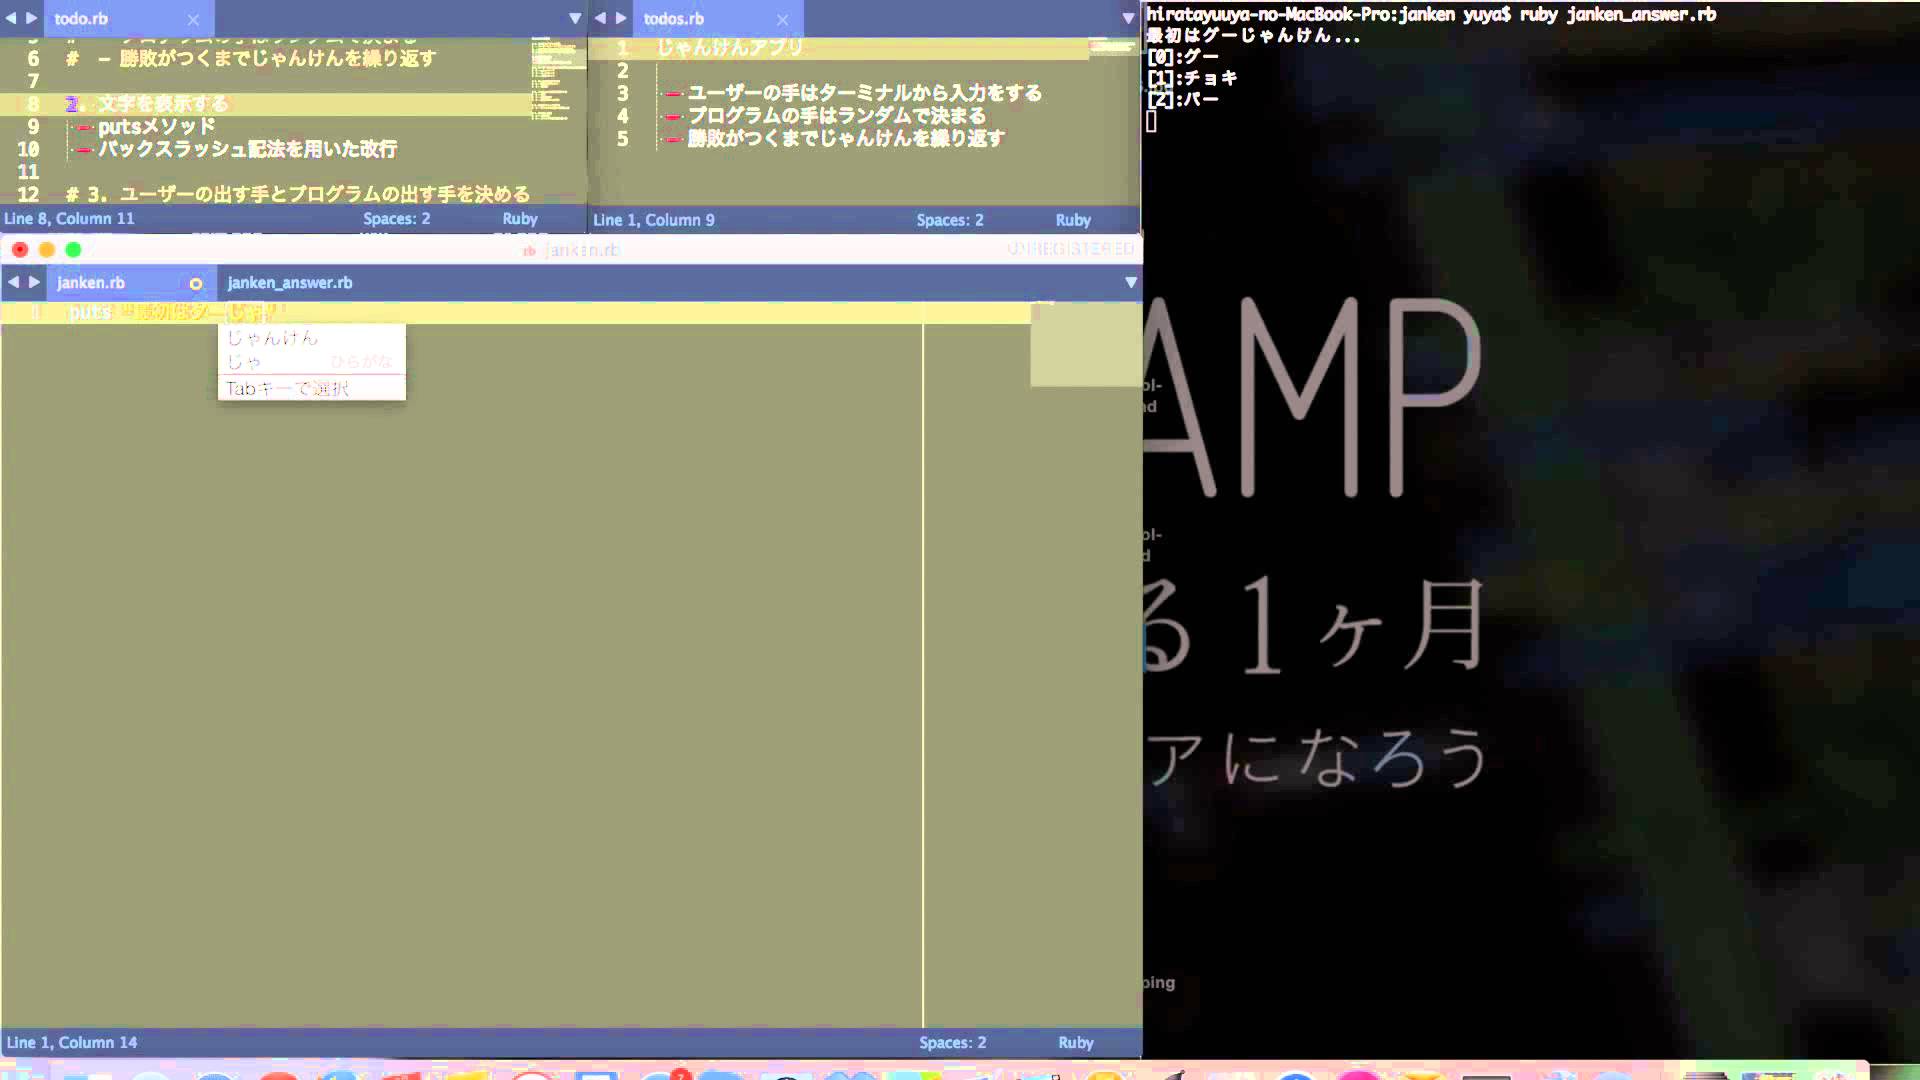 todo.rb
6 # - 勝敗がつくまでじゃんけんを繰り返す
7
8 2. 文字を表示する
9 - putsメソッド
10 - バックスラッシュ記法を用いた改行
11
12 # 3. ユーザーの出す手とプログラムの出す手を決める
Line 8, Column 11 Spaces: 2 Ruby
todos.rb
1 じゃんけんアプリ
2
3 - ユーザーの手はターミナルから入力をする
4 - プログラムの手はランダムで決まる
5 - 勝敗がつくまでじゃんけんを繰り返す
Line 1, Column 9 Spaces: 2 Ruby
janken.rb UNREGISTERED
janken.rb janken_answer.rb
1 puts "最初はグーじゃ"
じゃんけん
じゃ ひらがな
Tabキーで選択
Line 1, Column 14 Spaces: 2 Ruby
hiratayuuya-no-MacBook-Pro:janken yuya$ ruby janken_answer.rb
最初はグーじゃんけん...
[0]:グー
[1]:チョキ
[2]:パー
AMP
る1ヶ月
アになろう